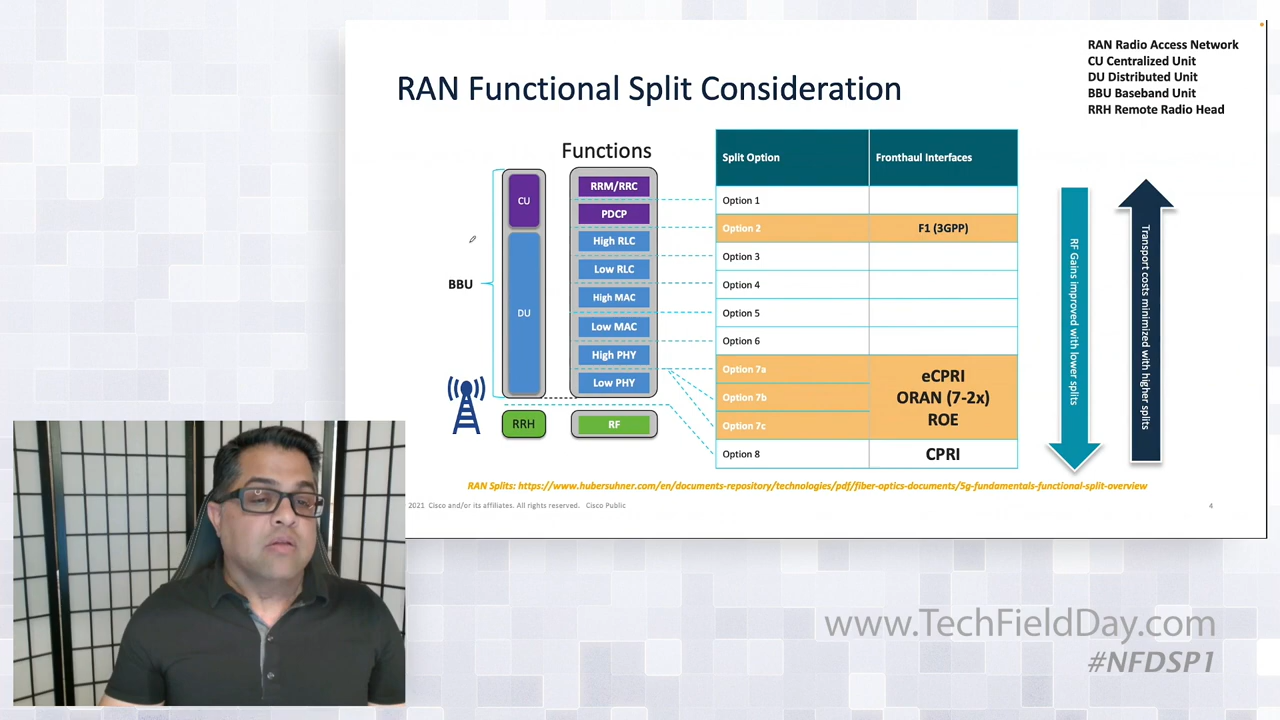 RAN Functional Split Consideration
RAN Radio Access Network
CU Centralized Unit
DU Distributed Unit
BBU Baseband Unit
RRH Remote Radio Head
Functions
BBU
CU
DU
RRH
RRM/RRC
PDCP
High RLC
Low RLC
High MAC
Low MAC
High PHY
Low PHY
RF
Split Option Fronthaul Interfaces
Option 1
Option 2 F1 (3GPP)
Option 3
Option 4
Option 5
Option 6
Option 7a
Option 7b
Option 7c
eCPRI
ORAN (7-2x)
ROE
Option 8 CPRI
RF Gains improved with lower splits
Transport costs minimized with higher splits
RAN Splits: https://www.hubersuhner.com/en/documents-repository/technologies/pdf/fiber-optics-documents/5g-fundamentals-functional-split-overview
2021 Cisco and/or its affiliates. All rights reserved. Cisco Public
4
www.TechFieldDay.com
#NFDSP1